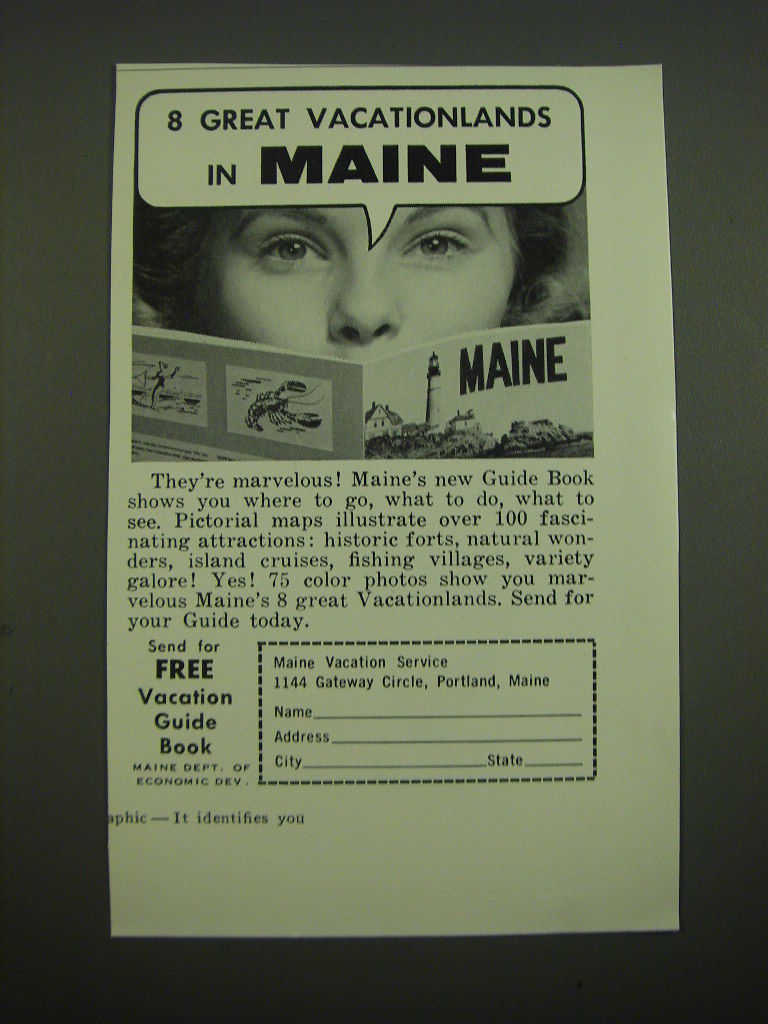 8 GREAT VACATIONLANDS
IN MAINE
MAINE
They're marvelous! Maine's new Guide Book
shows you where to go, what to do, what to
see. Pictorial maps illustrate over 100 fasci-
nating attractions: historic forts, natural won-
ders, island cruises, fishing villages, variety
galore! Yes! 75 color photos show you mar-
velous Maine's 8 great Vacationlands. Send for
your Guide today.
Send for
FREE
Vacation
Guide
Book
MAINE DEPT. OF
ECONOMIC DEV.
Maine Vacation Service
1144 Gateway Circle, Portland, Maine
Name
Address
City State
aphic — It identifies you